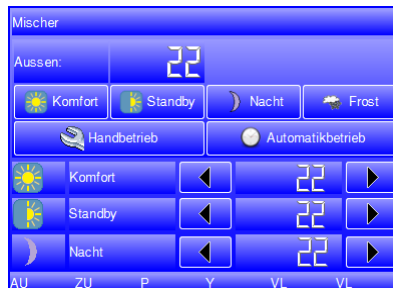 Mischer
Aussen: 22
Komfort Standby Nacht Frost
Handbetrieb Automatikbetrieb
Komfort 22
Standby 22
Nacht 22
AU ZU P Y VL VL